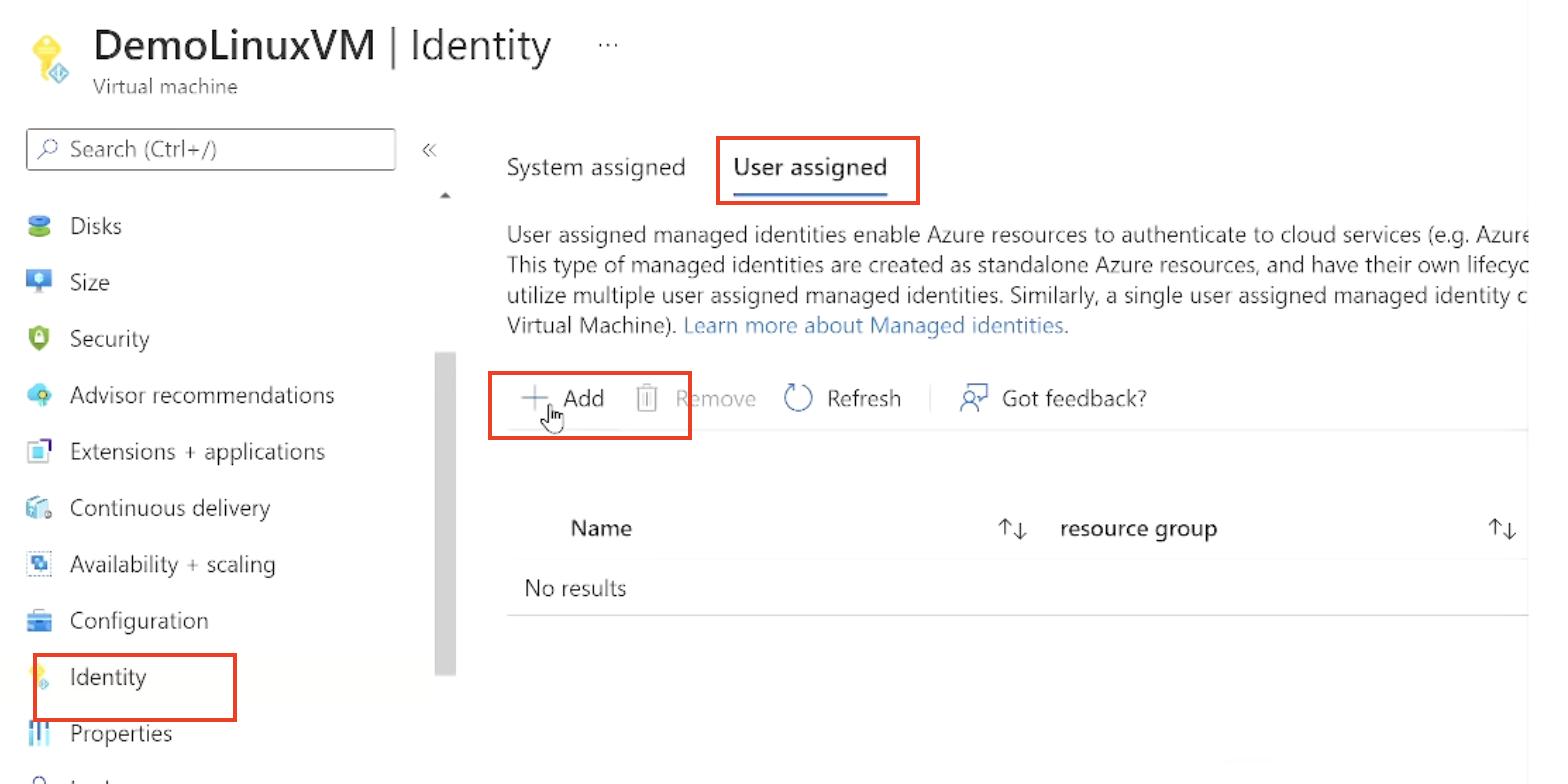 DemoLinuxVM | Identity ...
Virtual machine
Search (Ctrl+/)
«
System assigned
User assigned
Disks
Size
Security
Advisor recommendations
Extensions + applications
Continuous delivery
Availability + scaling
Configuration
Identity
Properties
User assigned managed identities enable Azure resources to authenticate to cloud services (e.g. Azure
This type of managed identities are created as standalone Azure resources, and have their own lifecyc
utilize multiple user assigned managed identities. Similarly, a single user assigned managed identity c
Virtual Machine). Learn more about Managed identities.
+ Add Remove Refresh Got feedback?
Name ↑↓ resource group ↑↓
No results